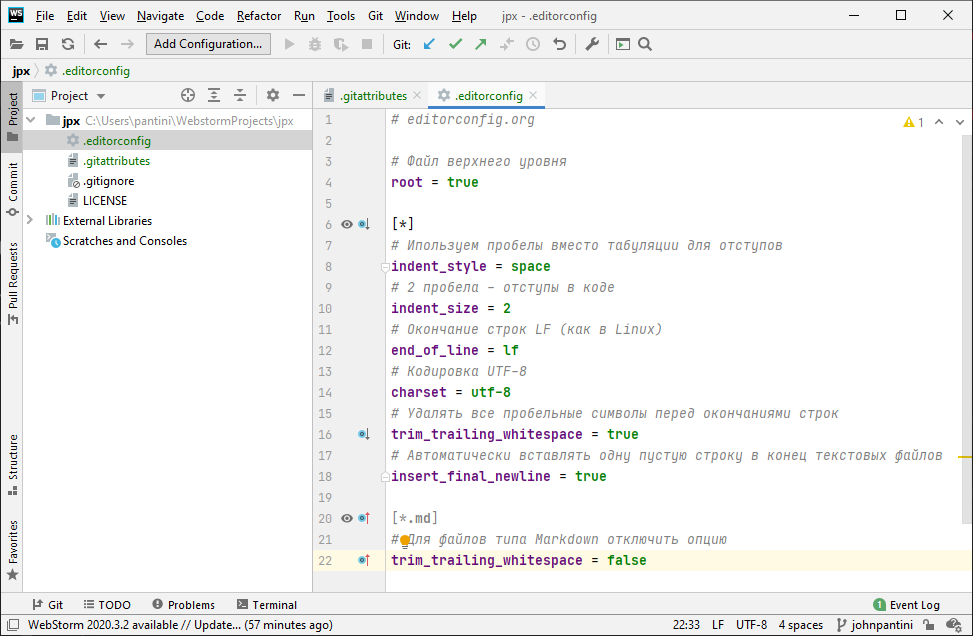 WS File Edit View Navigate Code Refactor Run Tools Git Window Help jpx - .editorconfig
Add Configuration... Git:
jpx .editorconfig
Project
.gitattributes
.editorconfig
Project
Commit
Pull Requests
Structure
Favorites
jpx C:\Users\pantini\WebstormProjects\jpx
.editorconfig
.gitattributes
.gitignore
LICENSE
External Libraries
Scratches and Consoles
1 # editorconfig.org
2
3 # Файл верхнего уровня
4 root = true
5
6 [*]
7 # Ипользуем пробелы вместо табуляции для отступов
8 indent_style = space
9 # 2 пробела – отступы в коде
10 indent_size = 2
11 # Окончание строк LF (как в Linux)
12 end_of_line = lf
13 # Кодировка UTF-8
14 charset = utf-8
15 # Удалять все пробельные символы перед окончаниями строк
16 trim_trailing_whitespace = true
17 # Автоматически вставлять одну пустую строку в конец текстовых файлов
18 insert_final_newline = true
19
20 [*.md]
21 # Для файлов типа Markdown отключить опцию
22 trim_trailing_whitespace = false
1
Git TODO Problems Terminal 1 Event Log
WebStorm 2020.3.2 available // Update... (57 minutes ago) 22:33 LF UTF-8 4 spaces johnpantini